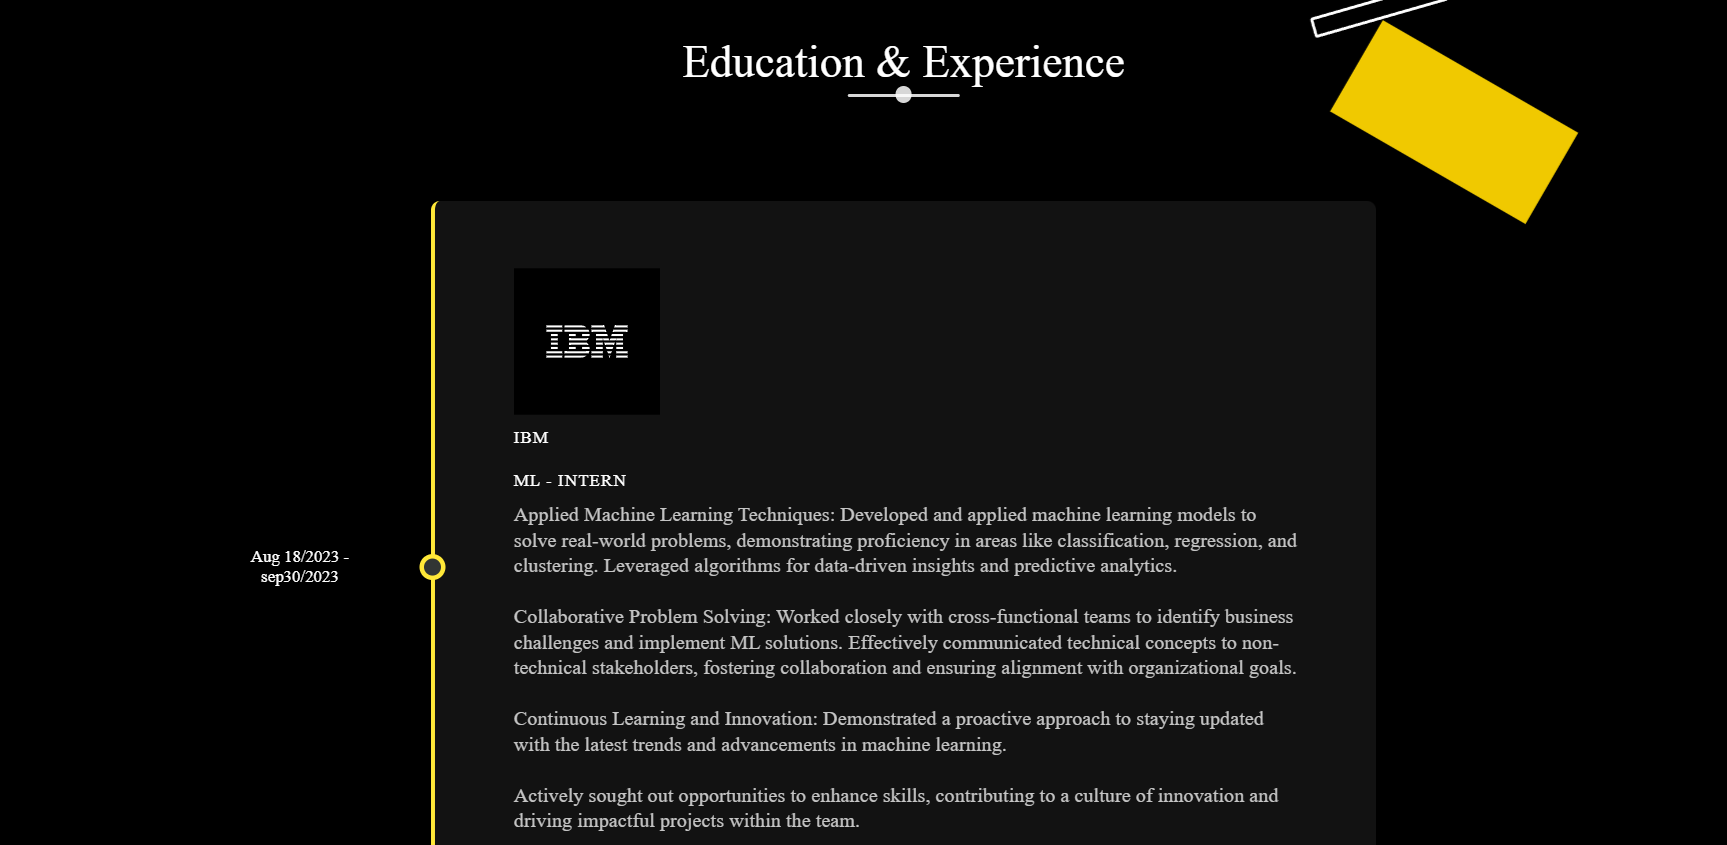 Education & Experience
IBM
IBM
ML - INTERN
Applied Machine Learning Techniques: Developed and applied machine learning models to
solve real-world problems, demonstrating proficiency in areas like classification, regression, and
clustering. Leveraged algorithms for data-driven insights and predictive analytics.
Aug 18/2023 -
sep30/2023
Collaborative Problem Solving: Worked closely with cross-functional teams to identify business
challenges and implement ML solutions. Effectively communicated technical concepts to non-
technical stakeholders, fostering collaboration and ensuring alignment with organizational goals.
Continuous Learning and Innovation: Demonstrated a proactive approach to staying updated
with the latest trends and advancements in machine learning.
Actively sought out opportunities to enhance skills, contributing to a culture of innovation and
driving impactful projects within the team.